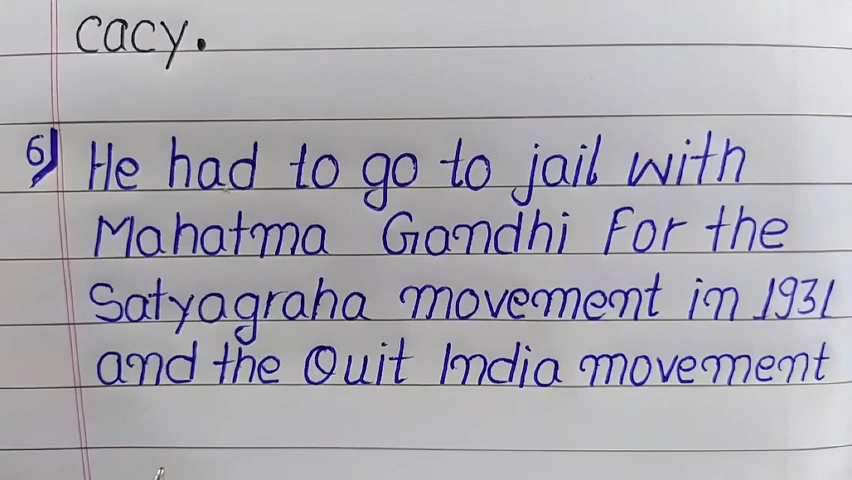 cacy.
6) He had to go to jail with
Mahatma Gandhi For the
Satyagraha movement in 1931
and the Quit India movement